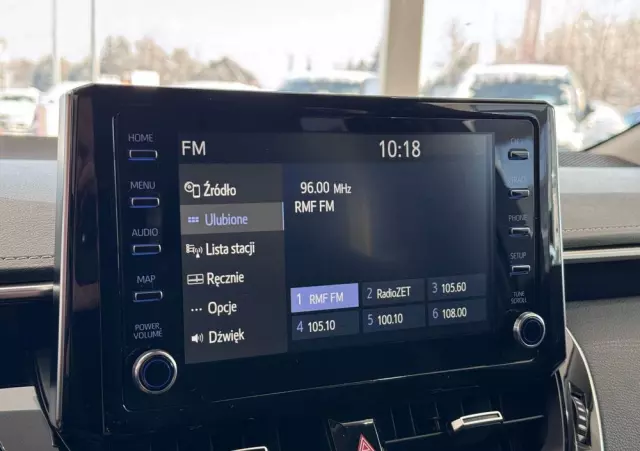 HOME
MENU
AUDIO
MAP
POWER
VOLUME
FM
10:18
Źródło
Ulubione
Lista stacji
Ręcznie
Opcje
Dźwięk
96.00 MHz
RMF FM
1 RMF FM
2 RadioZET
3 105.60
4 105.10
5 100.10
6 108.00
PHONE
SETUP
TUNE
SCROLL